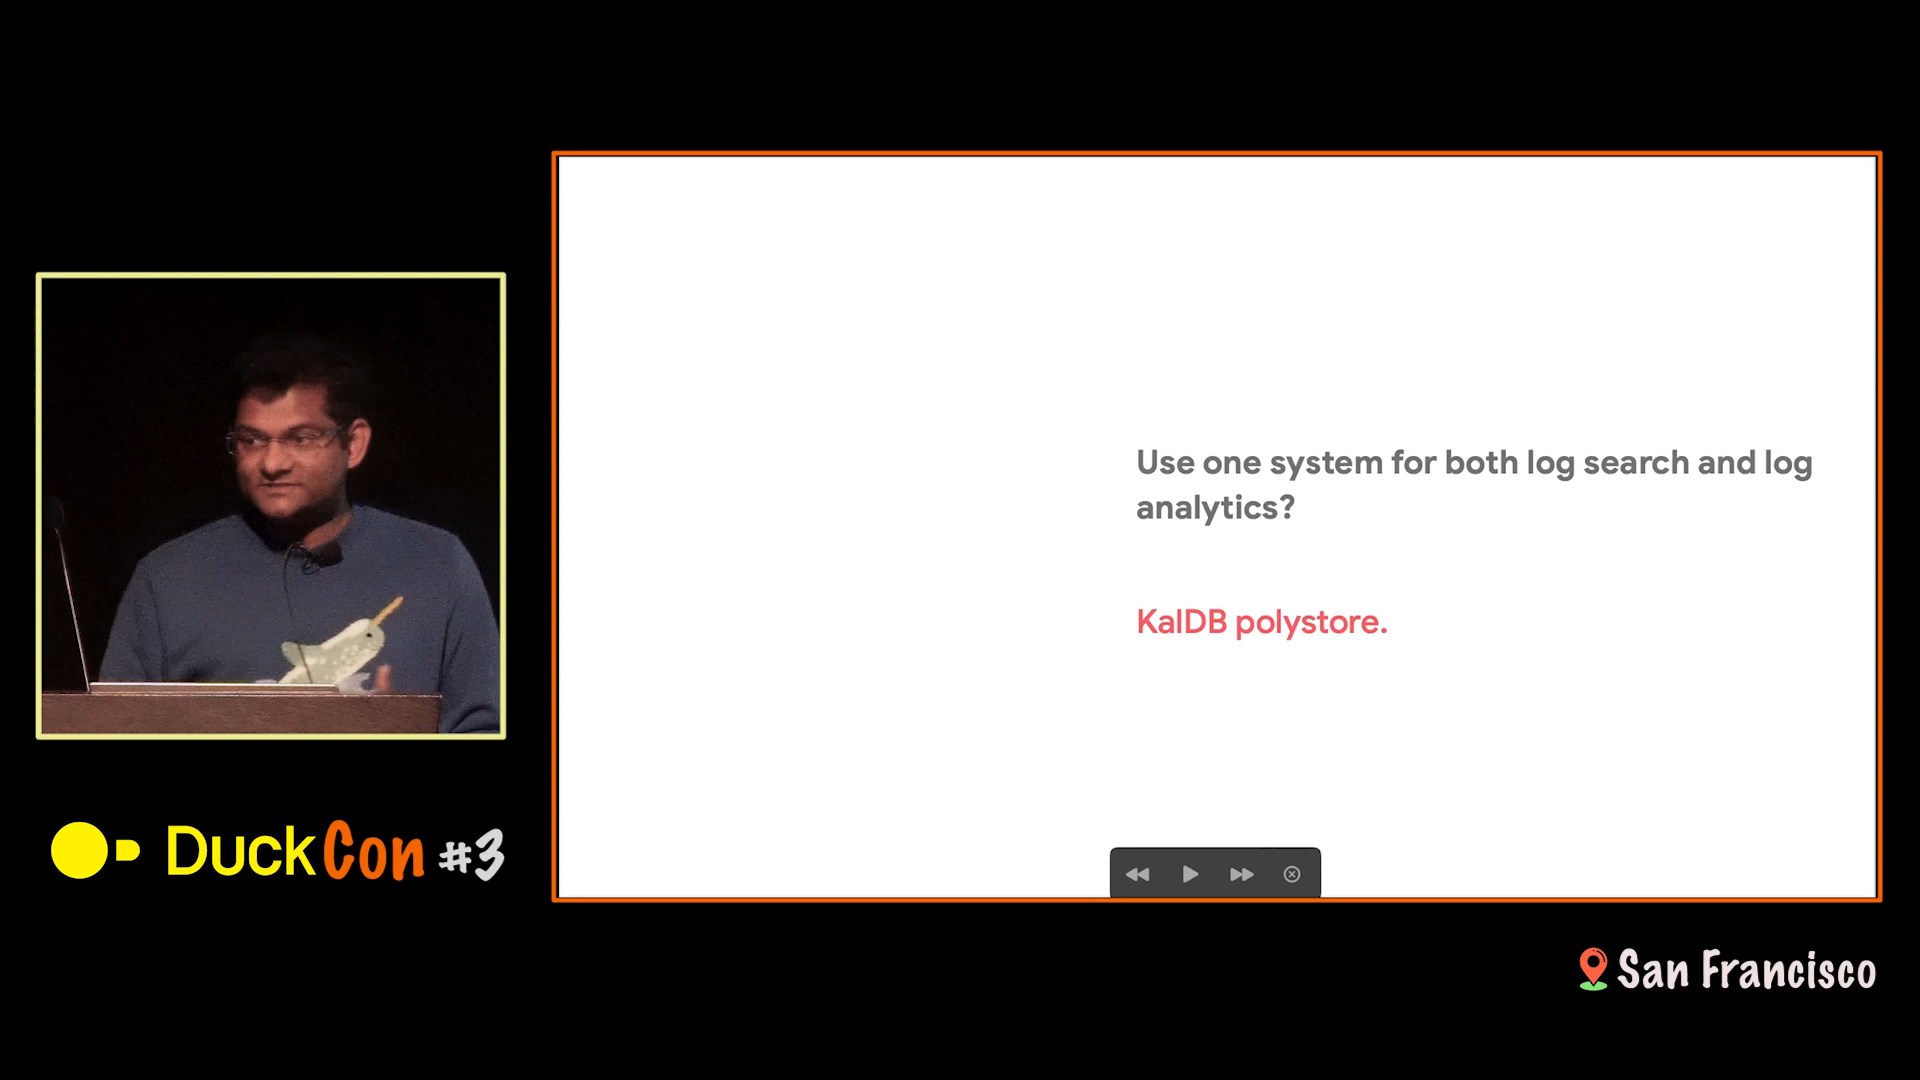 Use one system for both log search and log
analytics?
KalDB polystore.
DuckCon #3
San Francisco